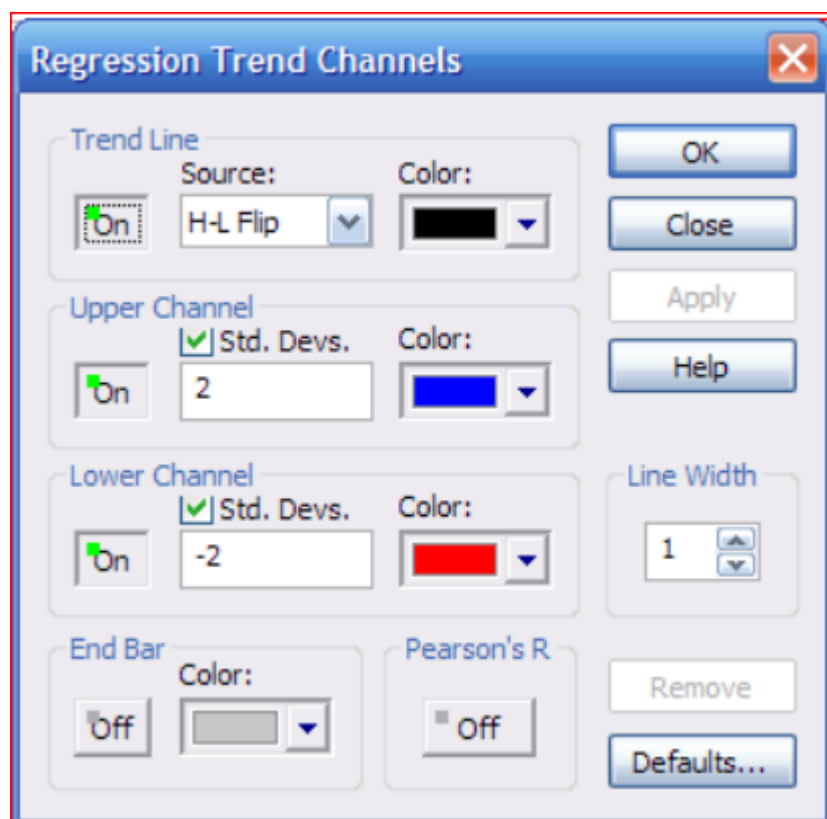 Regression Trend Channels
Trend Line
Source:
Color:
On
H-L Flip
OK
Close
Apply
Help
Upper Channel
Std. Devs.
Color:
On
2
Lower Channel
Std. Devs.
Color:
On
-2
Line Width
1
End Bar
Color:
Off
Pearson's R
Off
Remove
Defaults...